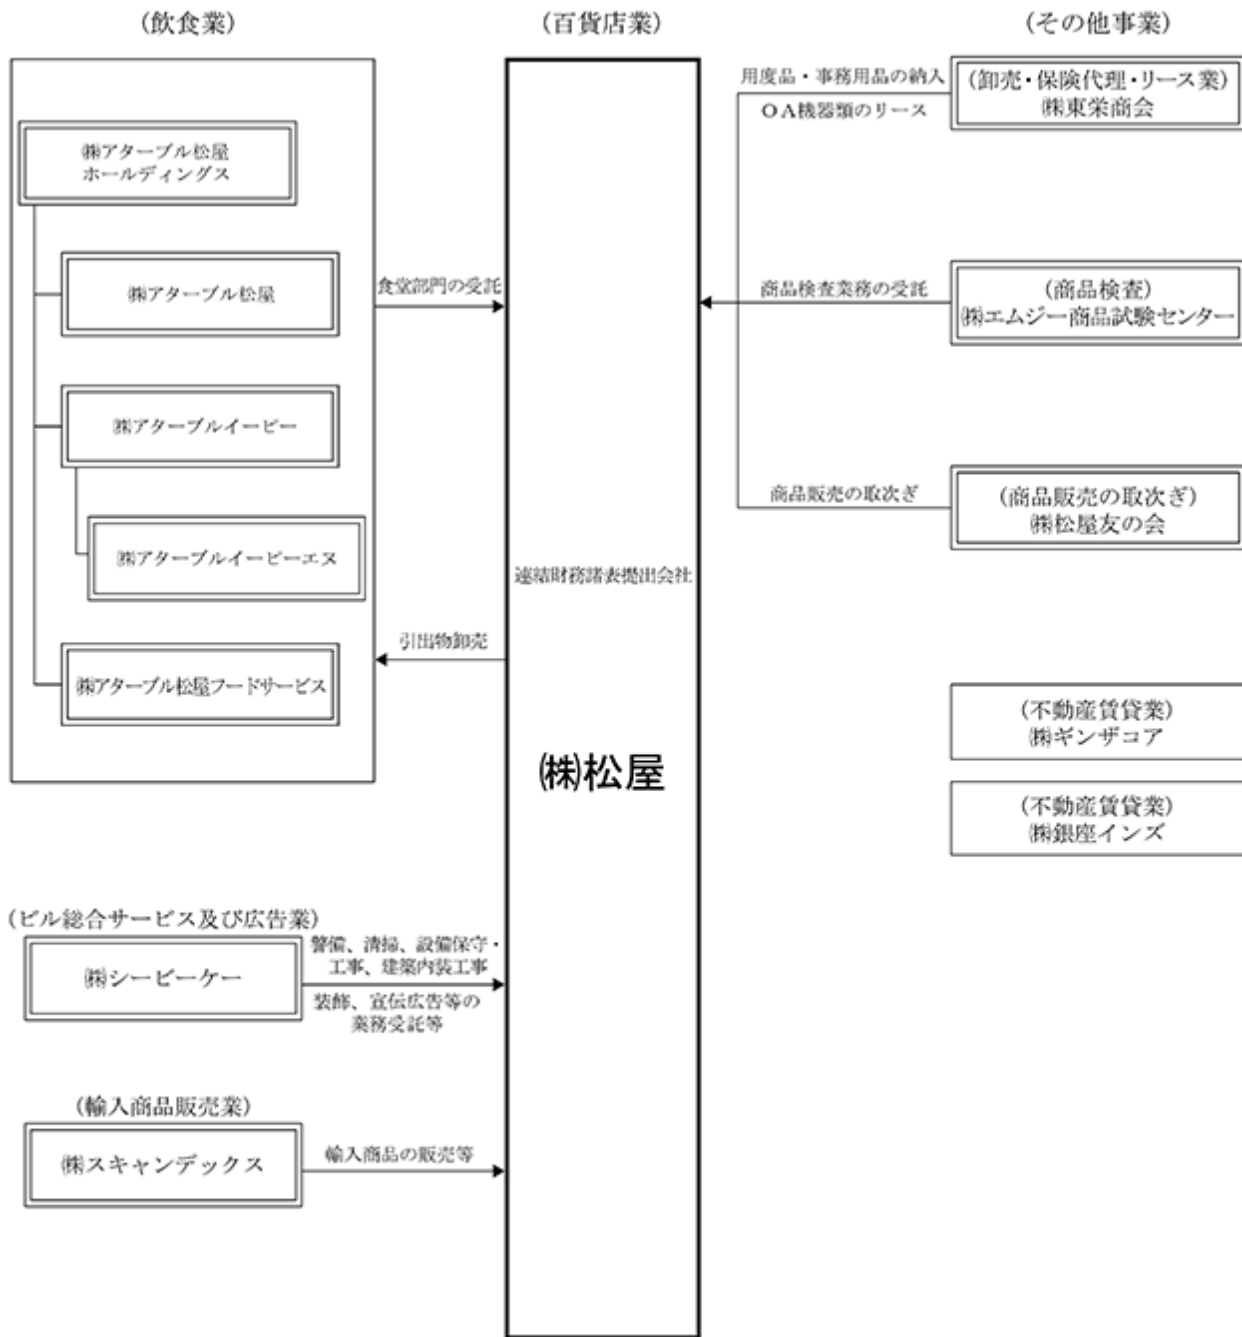 (飲食業)
㈱アターブル松屋
ホールディングス
㈱アターブル松屋
㈱アターブルイーピー
㈱アターブルイーピーエヌ
㈱アターブル松屋フードサービス
食堂部門の受託
引出物卸売
(ビル総合サービス及び広告業)
㈱シービーケー
警備、清掃、設備保守・
工事、建築内装工事
装飾、宣伝広告等の
業務受託等
(輸入商品販売業)
㈱スキャンデックス
輸入商品の販売等
(百貨店業)
連結財務諸表提出会社
㈱松屋
(その他事業)
用度品・事務用品の納入
OA機器類のリース
(卸売・保険代理・リース業)
㈱東栄商会
商品検査業務の受託
(商品検査)
㈱エムジー商品試験センター
商品販売の取次ぎ
(商品販売の取次ぎ)
㈱松屋友の会
(不動産賃貸業)
㈱ギンザコア
(不動産賃貸業)
㈱銀座インズ